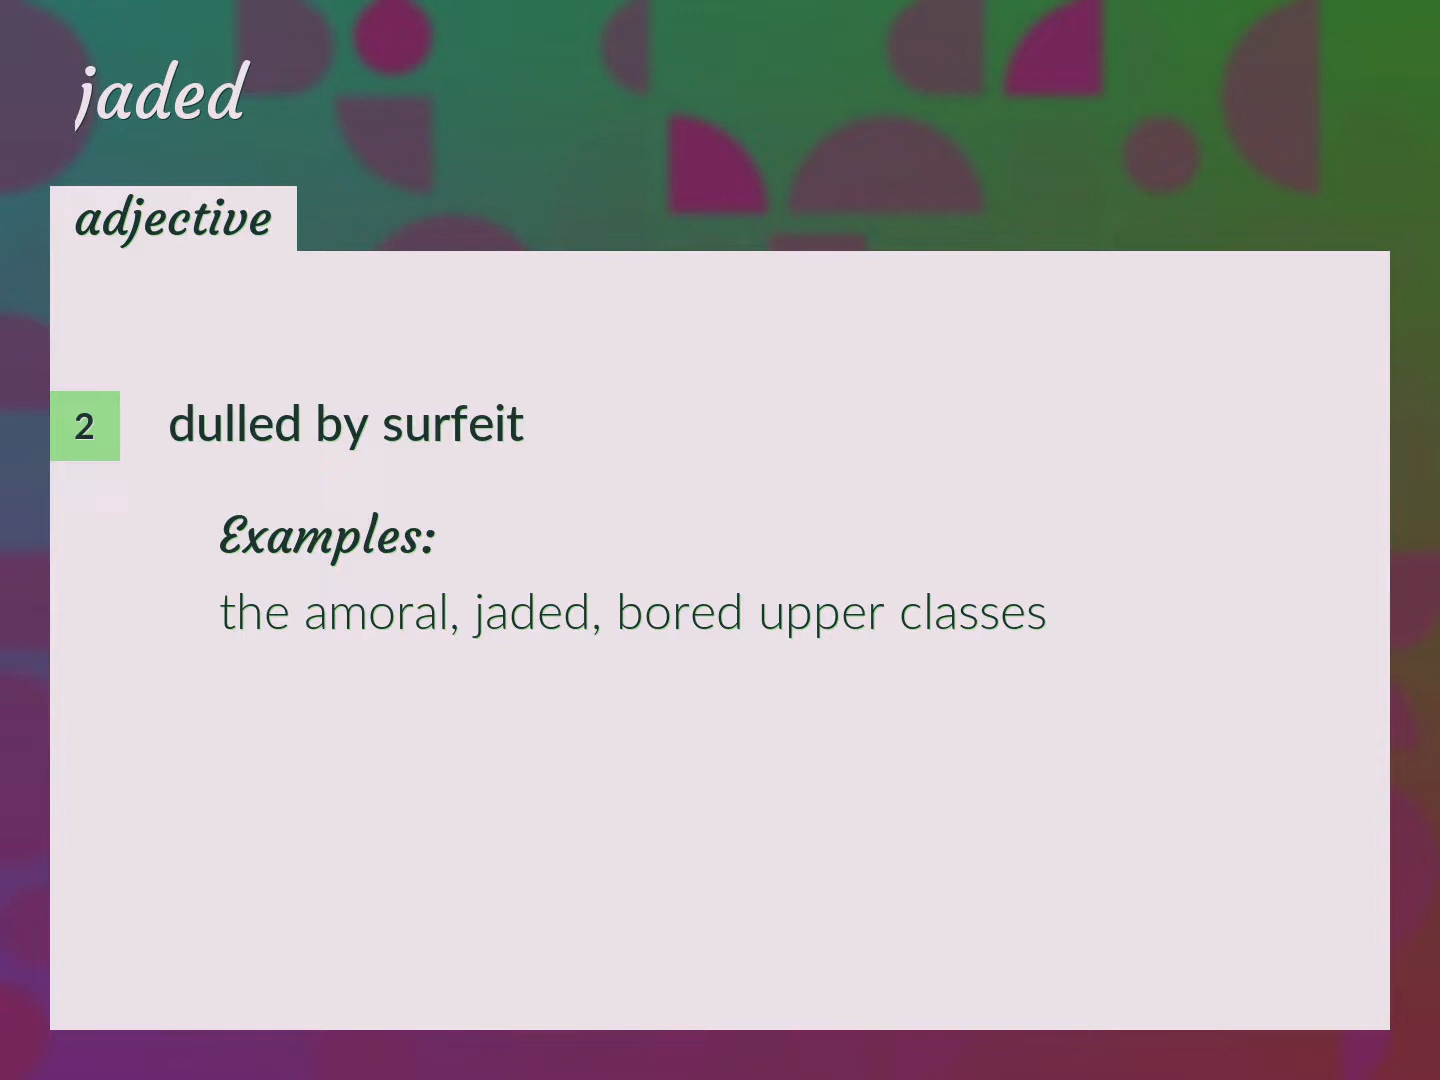 jaded
adjective
2 dulled by surfeit
Examples:
the amoral, jaded, bored upper classes